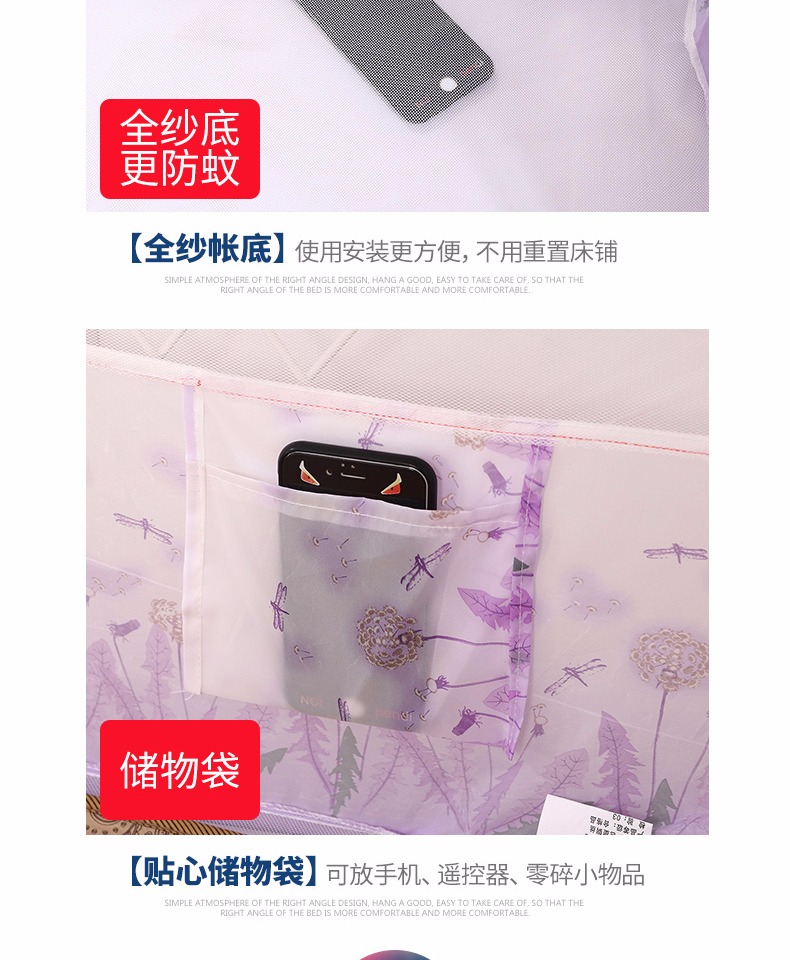 全纱底
更防蚊
【全纱帐底】使用安装更方便，不用重置床铺
SIMPLE ATMOSPHERE OF THE RIGHT ANGLE DESIGN, HANG A GOOD, EASY TO TAKE CARE OF, SO THAT THE
RIGHT ANGLE OF THE BED IS MORE COMFORTABLE AND MORE COMFORTABLE.
储物袋
【贴心储物袋】可放手机、遥控器、零碎小物品
SIMPLE ATMOSPHERE OF THE RIGHT ANGLE DESIGN, HANG A GOOD, EASY TO TAKE CARE OF, SO THAT THE
RIGHT ANGLE OF THE BED IS MORE COMFORTABLE AND MORE COMFORTABLE.